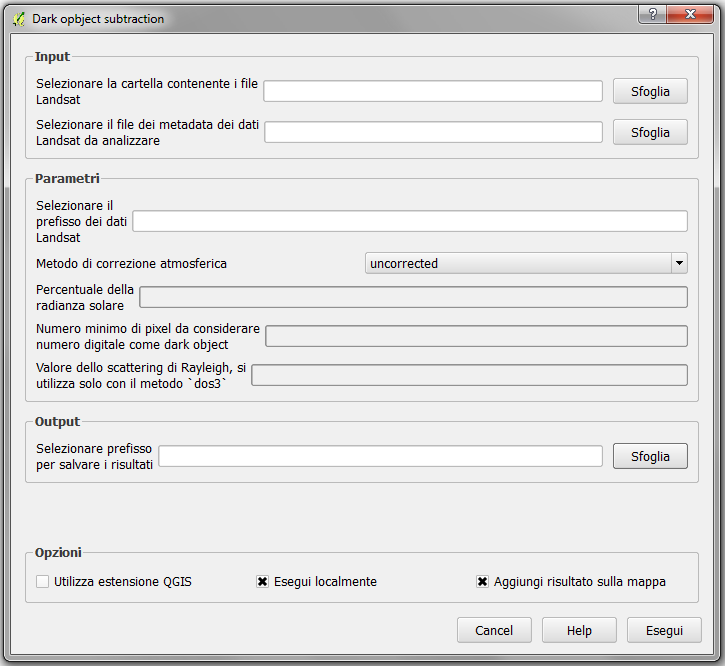 Dark opbject subtraction
?
Input
Selezionare la cartella contenente i file
Landsat
Sfoglia
Selezionare il file dei metadata dei dati
Landsat da analizzare
Sfoglia
Parametri
Selezionare il
prefisso dei dati
Landsat
Metodo di correzione atmosferica
uncorrected
Percentuale della
radianza solare
Numero minimo di pixel da considerare
numero digitale come dark object
Valore dello scattering di Rayleigh, si
utilizza solo con il metodo `dos3`
Output
Selezionare prefisso
per salvare i risultati
Sfoglia
Opzioni
Utilizza estensione QGIS
Esegui localmente
Aggiungi risultato sulla mappa
Cancel
Help
Esegui